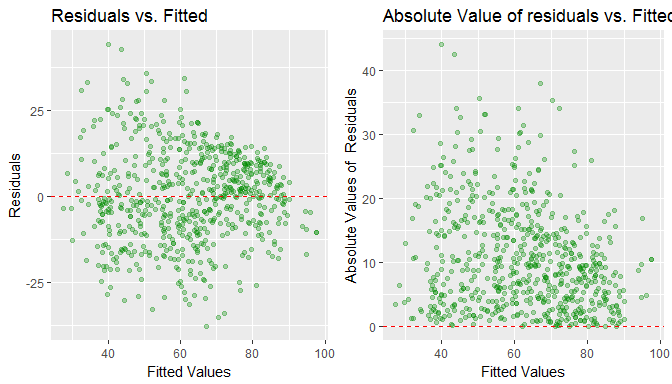 Residuals vs. Fitted
Residuals
25
0
-25
40
60
80
100
Fitted Values
Absolute Value of residuals vs. Fitted
Absolute Values of  Residuals
40
30
20
10
0
40
60
80
100
Fitted Values